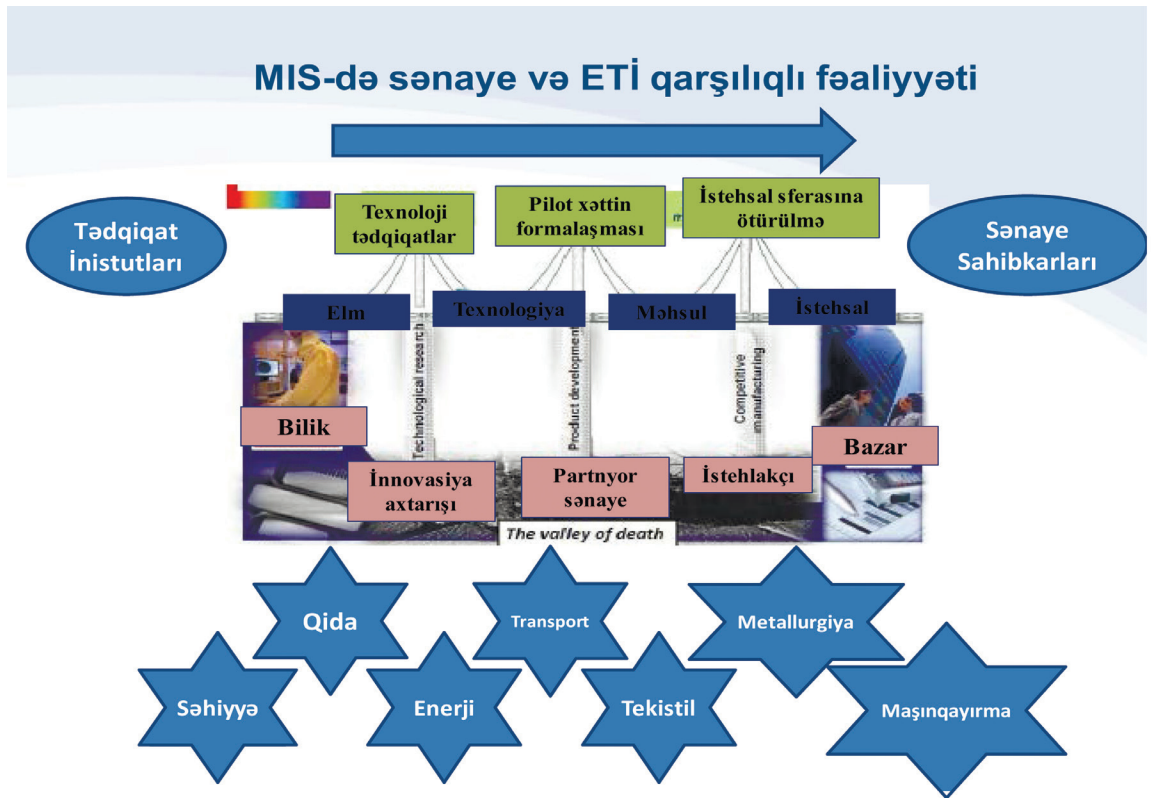 MIS-də sənaye və ETİ qarşılıqlı fəaliyyəti
Tədqiqat
İnistutları
Texnoloji
tədqiqatlar
Pilot xəttin
formalaşması
İstehsal sferasına
ötürülmə
Sənaye
Sahibkarları
Elm
Texnologiya
Məhsul
İstehsal
Technological research
Product development
Competitive
manufacturing
Bilik
Bazar
İnnovasiya
axtarışı
Partnyor
sənaye
İstehlakçı
The valley of death
Qida
Transport
Metallurgiya
Səhiyyə
Enerji
Tekistil
Maşınqayırma